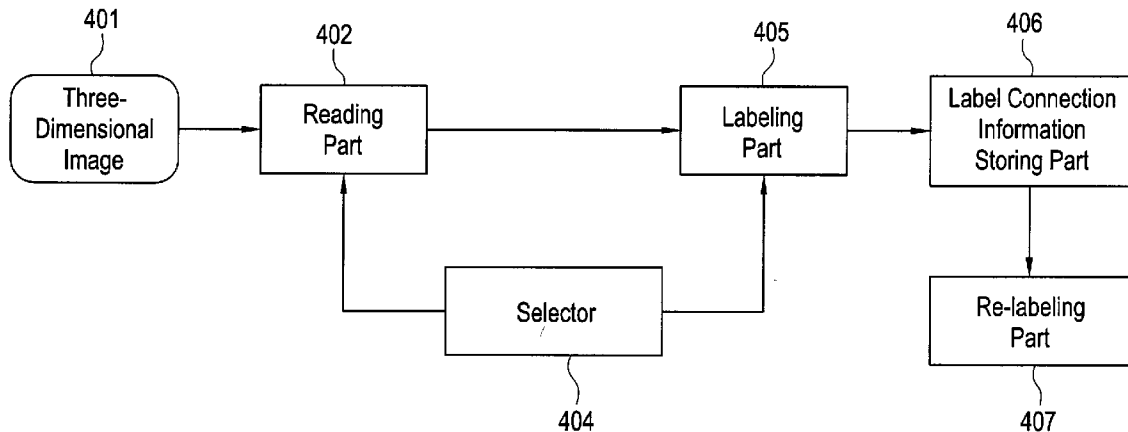 401
402
405
406
Three-
Dimensional
Image
Reading
Part
Labeling
Part
Label Connection
Information
Storing Part
Selector
Re-labeling
Part
404
407